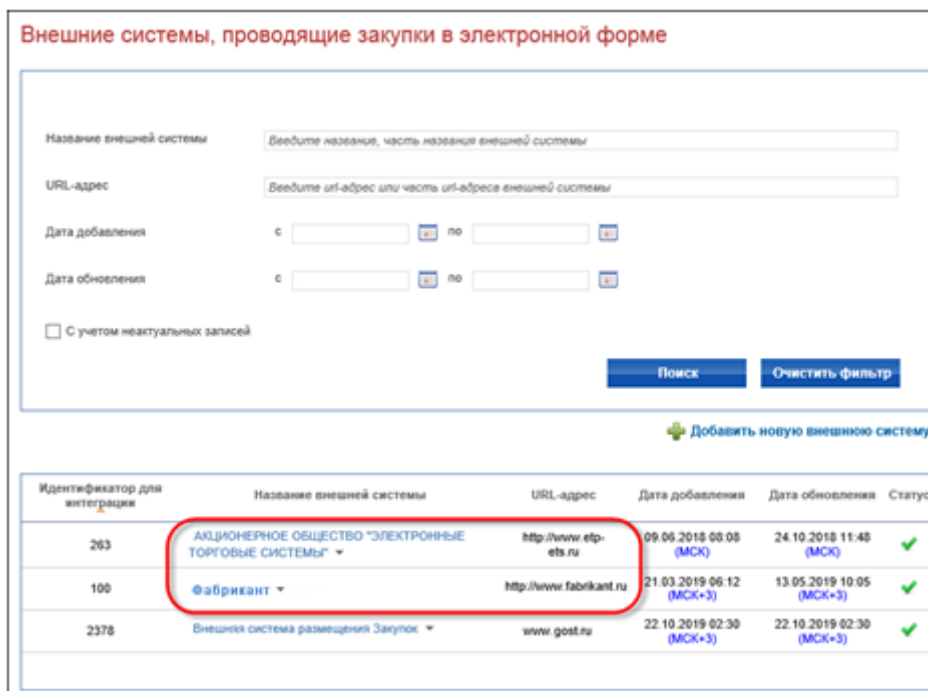 Внешние системы, проводящие закупки в электронной форме
Название внешней системы
Введите название, часть названия внешней системы
URL-адрес
Введите url-адрес или часть url-адреса внешней системы
Дата добавления с по
Дата обновления с по
С учетом неактуальных записей
Поиск Очистить фильтр
Добавить новую внешнюю систему
Идентификатор для интеграции Название внешней системы URL-адрес Дата добавления Дата обновления Статус
263 АКЦИОНЕРНОЕ ОБЩЕСТВО "ЭЛЕКТРОННЫЕ http://www.etp- 09.06.2018 08:08 24.10.2018 11:48
ТОРГОВЫЕ СИСТЕМЫ" ets.ru (МСК) (МСК)
100 Фабрикант http://www.fabrikant.ru 21.03.2019 06:12 13.05.2019 10:05
(МСК+3) (МСК+3)
2378 Внешняя система размещения Закупок www.gost.ru 22.10.2019 02:30 22.10.2019 02:30
(МСК+3) (МСК+3)